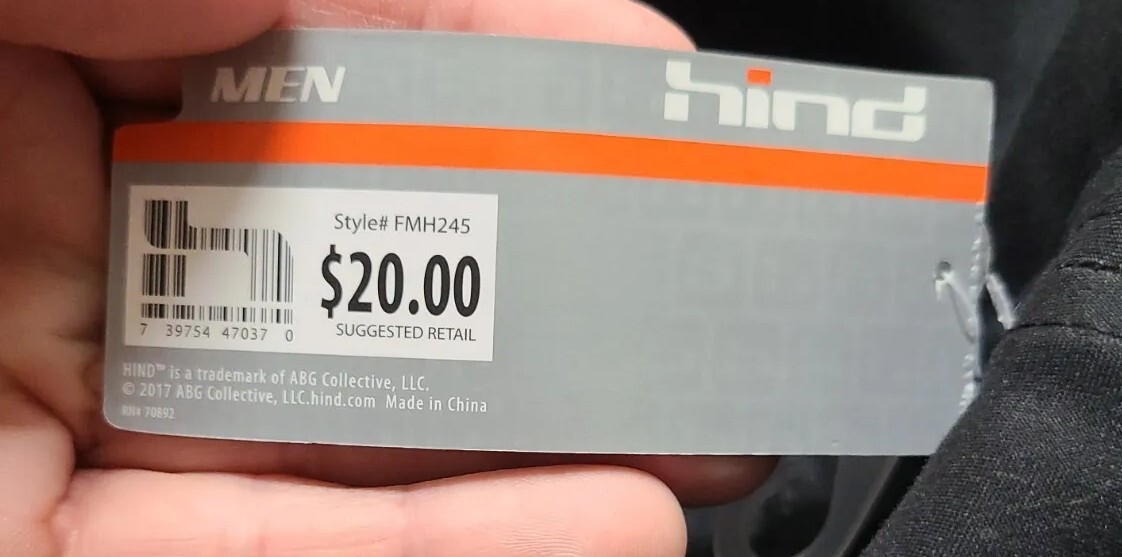 MEN
hind
Style# FMH245
$20.00
SUGGESTED RETAIL
7 39754 47037 0
HIND™ is a trademark of ABG Collective, LLC.
© 2017 ABG Collective, LLC.hind.com Made in China
RN# 70892